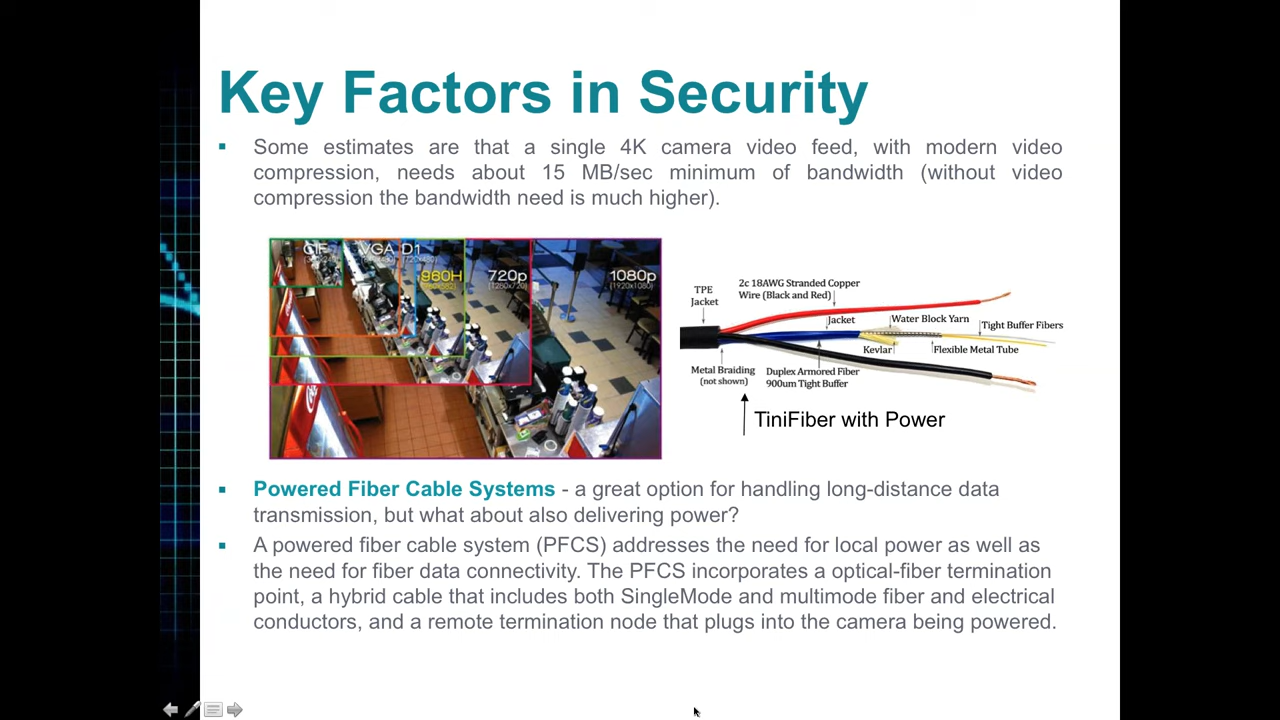 Key Factors in Security
Some estimates are that a single 4K camera video feed, with modern video
compression, needs about 15 MB/sec minimum of bandwidth (without video
compression the bandwidth need is much higher).
CIF
VGA
D1
(720x480)
960H
720p
(1280x720)
1080p
(1920x1080)
TPE
Jacket
2c 18AWG Stranded Copper
Wire (Black and Red)
Jacket
Water Block Yarn
Tight Buffer Fibers
Kevlar
Flexible Metal Tube
Metal Braiding
(not shown)
Duplex Armored Fiber
900um Tight Buffer
TiniFiber with Power
Powered Fiber Cable Systems - a great option for handling long-distance data
transmission, but what about also delivering power?
A powered fiber cable system (PFCS) addresses the need for local power as well as
the need for fiber data connectivity. The PFCS incorporates a optical-fiber termination
point, a hybrid cable that includes both SingleMode and multimode fiber and electrical
conductors, and a remote termination node that plugs into the camera being powered.